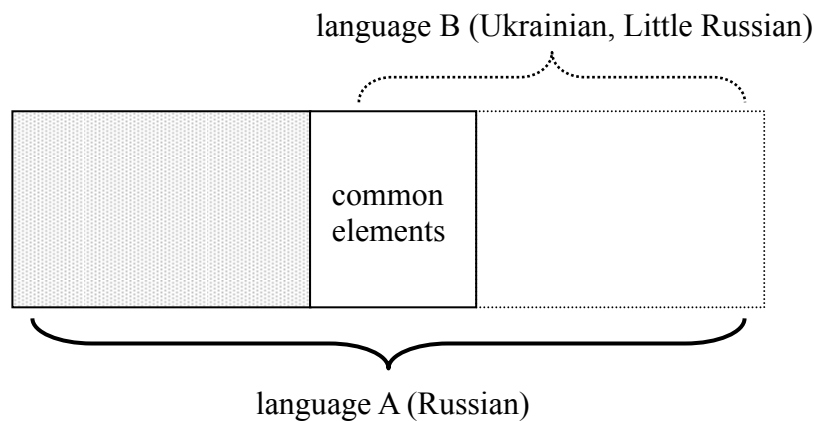 language B (Ukrainian, Little Russian)
common
elements
language A (Russian)